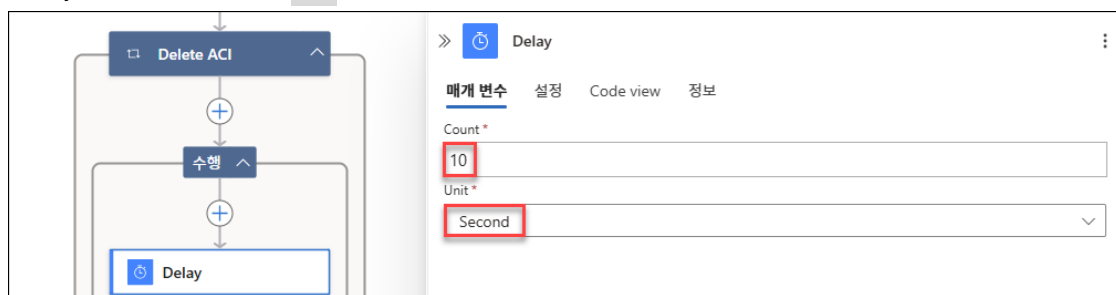 Delete ACI
수행
Delay
Delay
매개 변수 설정 Code view 정보
Count *
10
Unit *
Second